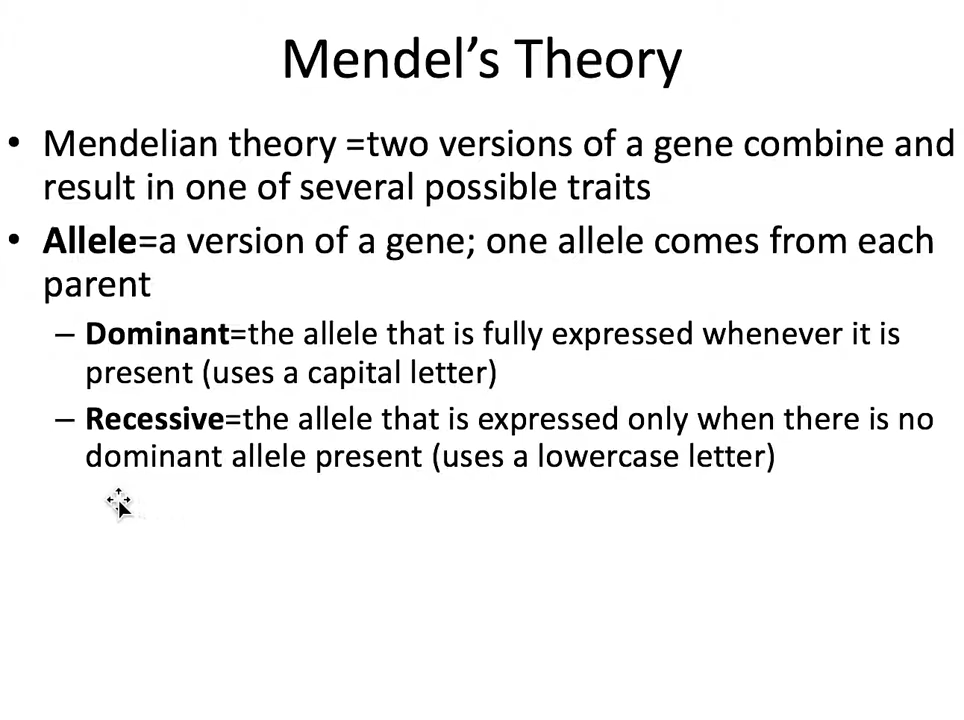 Mendel’s Theory
• Mendelian theory =two versions of a gene combine and
result in one of several possible traits
• Allele=a version of a gene; one allele comes from each
parent
– Dominant=the allele that is fully expressed whenever it is
present (uses a capital letter)
– Recessive=the allele that is expressed only when there is no
dominant allele present (uses a lowercase letter)